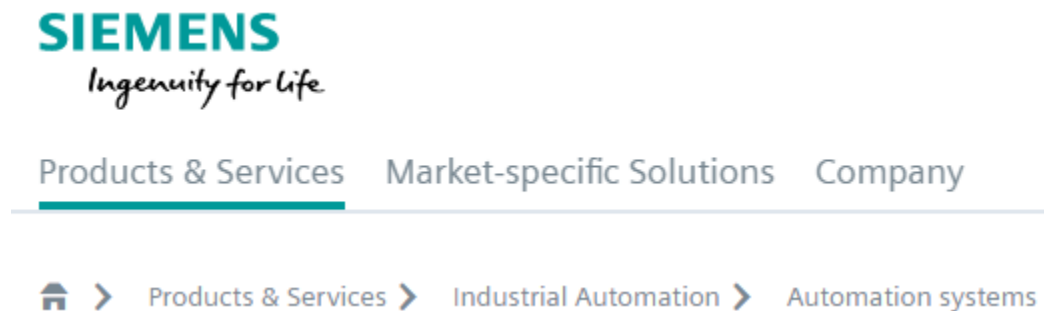 SIEMENS
Ingenuity for life
Products & Services Market-specific Solutions Company
Products & Services Industrial Automation Automation systems